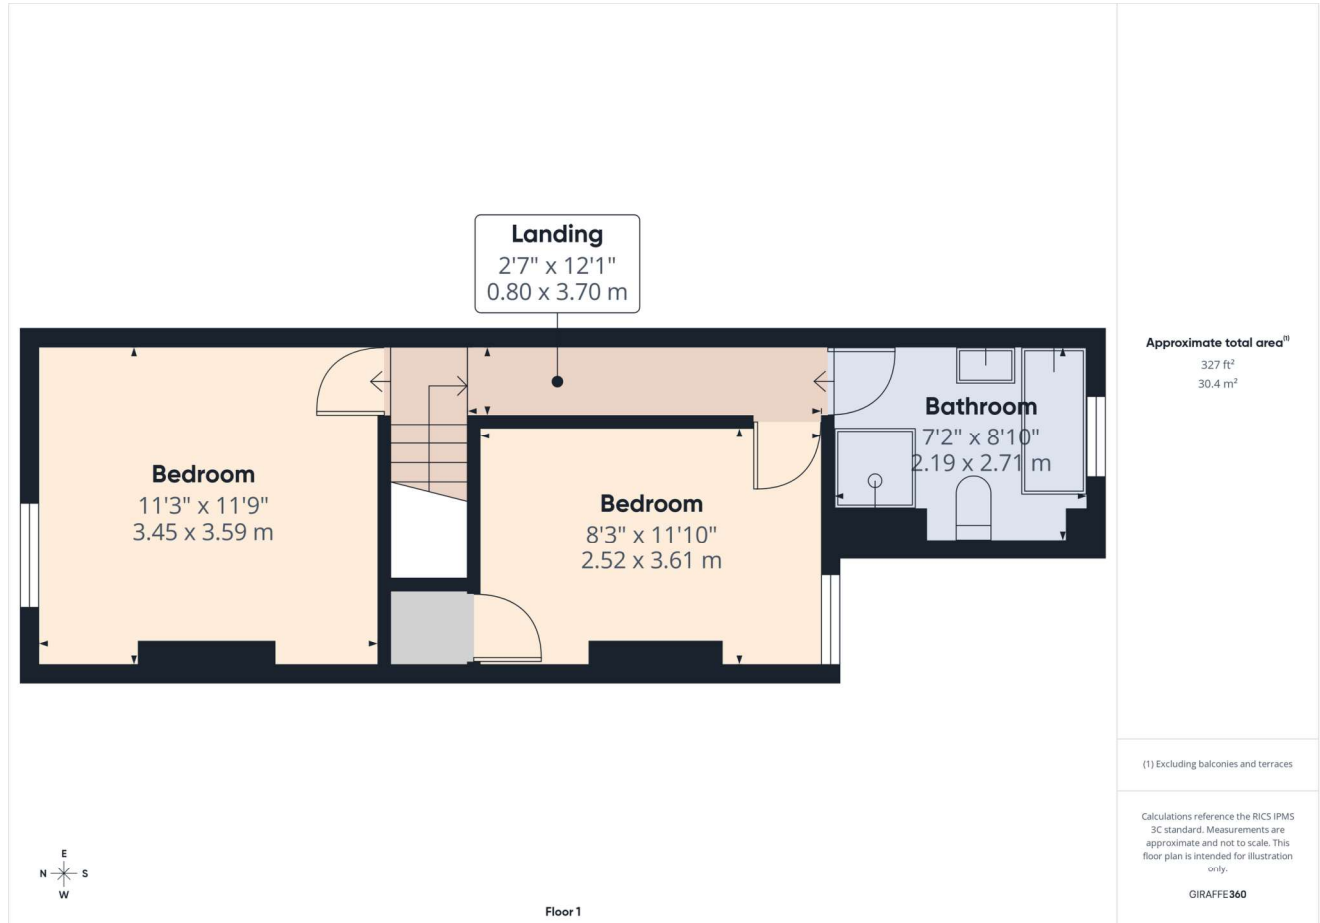 Landing
2'7" x 12'1"
0.80 x 3.70 m
Bedroom
11'3" x 11'9"
3.45 x 3.59 m
Bedroom
8'3" x 11'10"
2.52 x 3.61 m
Bathroom
7'2" x 8'10"
2.19 x 2.71 m
Approximate total area(1)
327 ft²
30.4 m²
(1) Excluding balconies and terraces
Calculations reference the RICS IPMS
3C standard. Measurements are
approximate and not to scale. This
floor plan is intended for illustration
only.
GIRAFFE360
E
N S
W
Floor 1